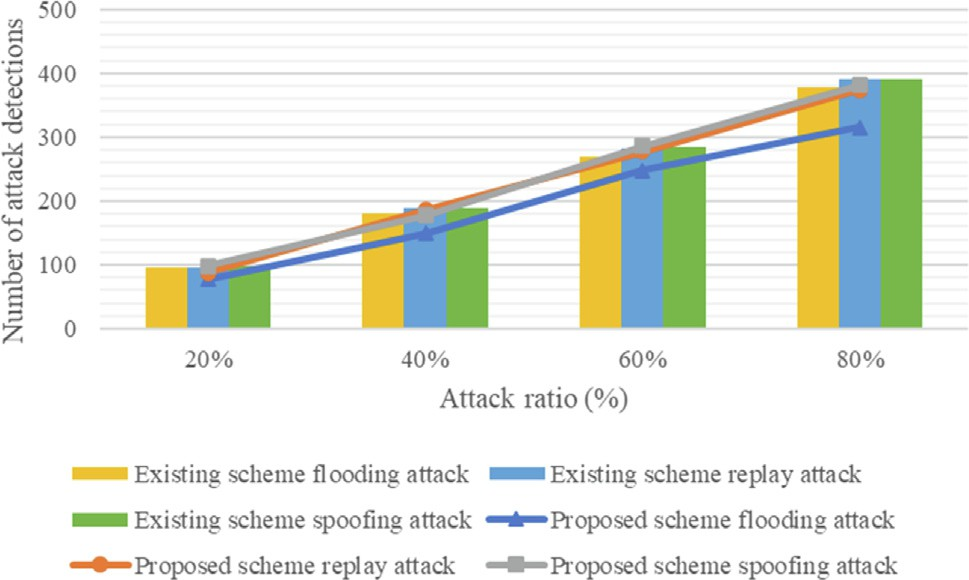 Number of attack detections
500
400
300
200
100
0
20% 40% 60% 80%
Attack ratio (%)
Existing scheme flooding attack Existing scheme replay attack
Existing scheme spoofing attack Proposed scheme flooding attack
Proposed scheme replay attack Proposed scheme spoofing attack